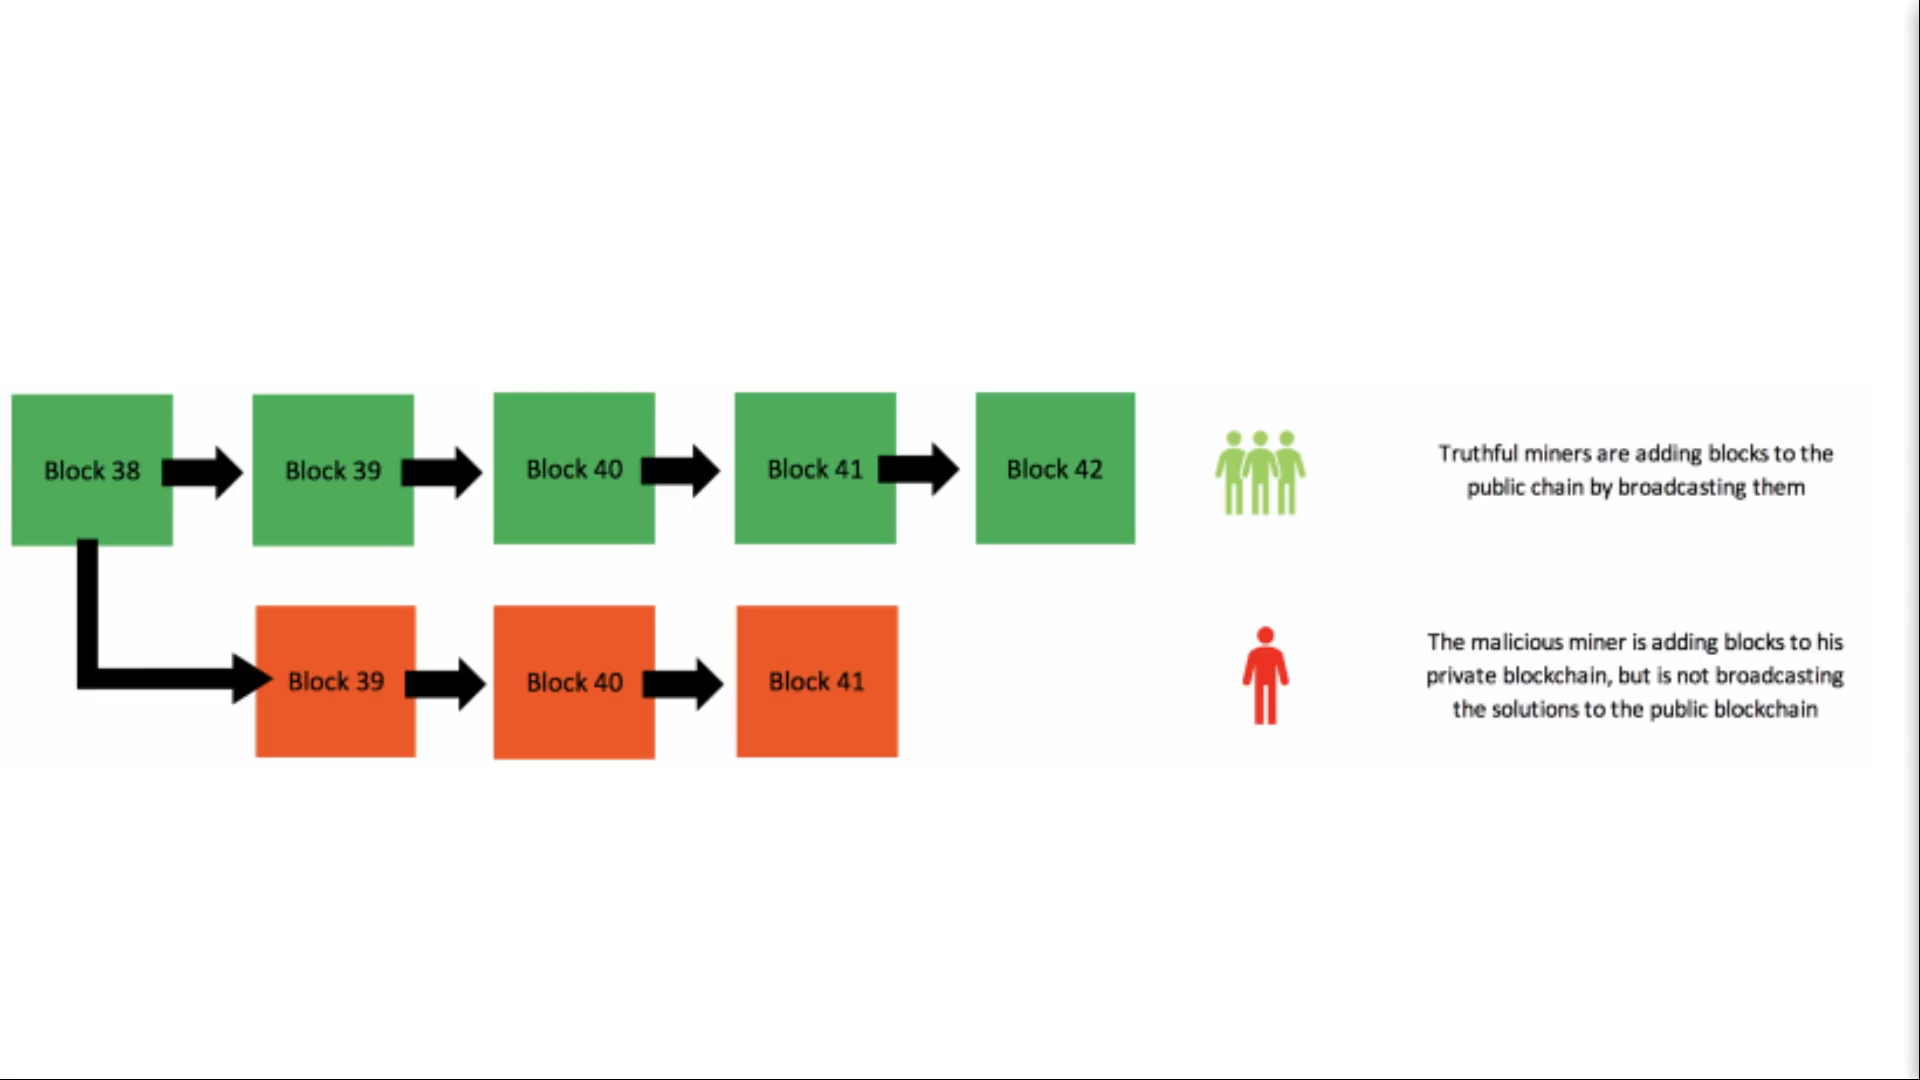 Block 38
Block 39
Block 40
Block 41
Block 42
Truthful miners are adding blocks to the
public chain by broadcasting them
Block 39
Block 40
Block 41
The malicious miner is adding blocks to his
private blockchain, but is not broadcasting
the solutions to the public blockchain